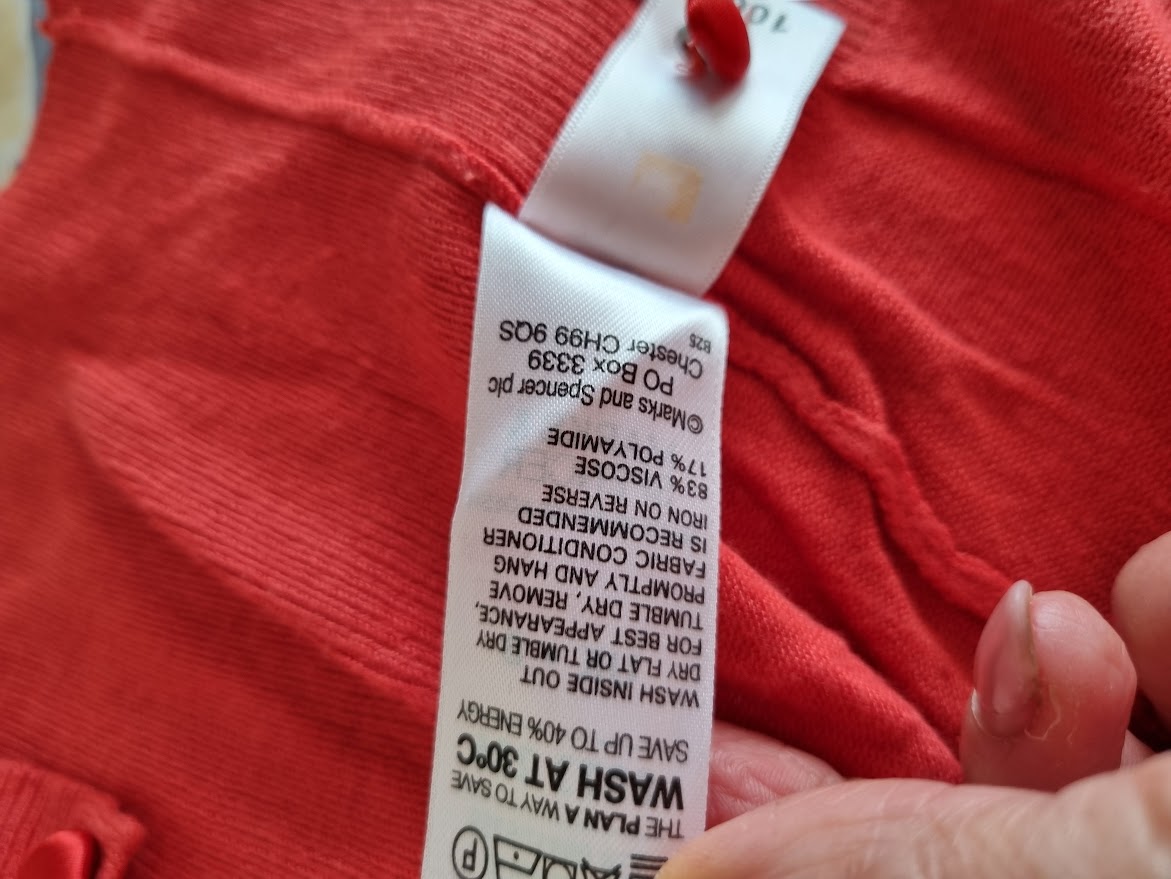 THE PLAN A WAY TO SAVE
WASH AT 30ºC
SAVE UP TO 40% ENERGY
WASH INSIDE OUT
DRY FLAT OR TUMBLE DRY
FOR BEST APPEARANCE,
TUMBLE DRY, REMOVE
PROMPTLY AND HANG
FABRIC CONDITIONER
IS RECOMMENDED
IRON ON REVERSE
83% VISCOSE
17% POLYAMIDE
©Marks and Spencer plc
PO Box 3339
Chester CH99 9QS